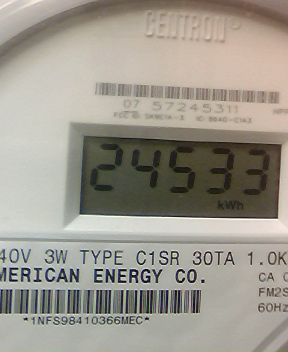 CENTRON
07 57245311
24533
kWh
40V 3W TYPE C1SR 30TA 1.0K
MERICAN ENERGY CO.
CA
FM2S
60Hz
*1NFS98410366MEC*